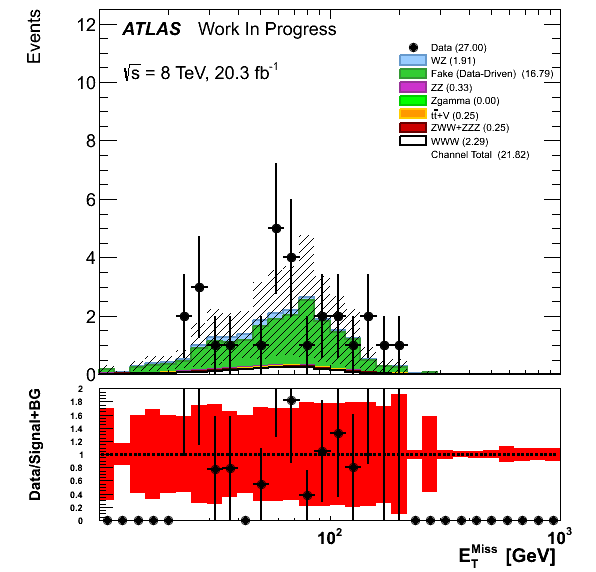 Events
12
10
8
6
4
2
0
ATLAS Work In Progress
√s = 8 TeV, 20.3 fb⁻¹
Data (27.00)
WZ (1.91)
Fake (Data-Driven) (16.79)
ZZ (0.33)
Zgamma (0.00)
tt̄+V (0.25)
ZWW+ZZZ (0.25)
WWW (2.29)
Channel Total (21.82)
Data/Signal+BG
2
1.8
1.6
1.4
1.2
1
0.8
0.6
0.4
0.2
0
10² 10³
E_T^Miss [GeV]